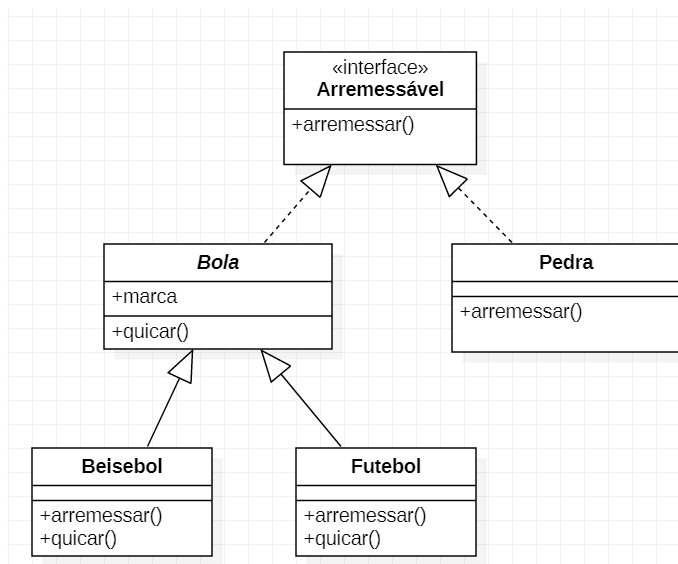 «interface»
Arremessável
+arremessar()
Bola
+marca
+quicar()
Pedra
+arremessar()
Beisebol
+arremessar()
+quicar()
Futebol
+arremessar()
+quicar()